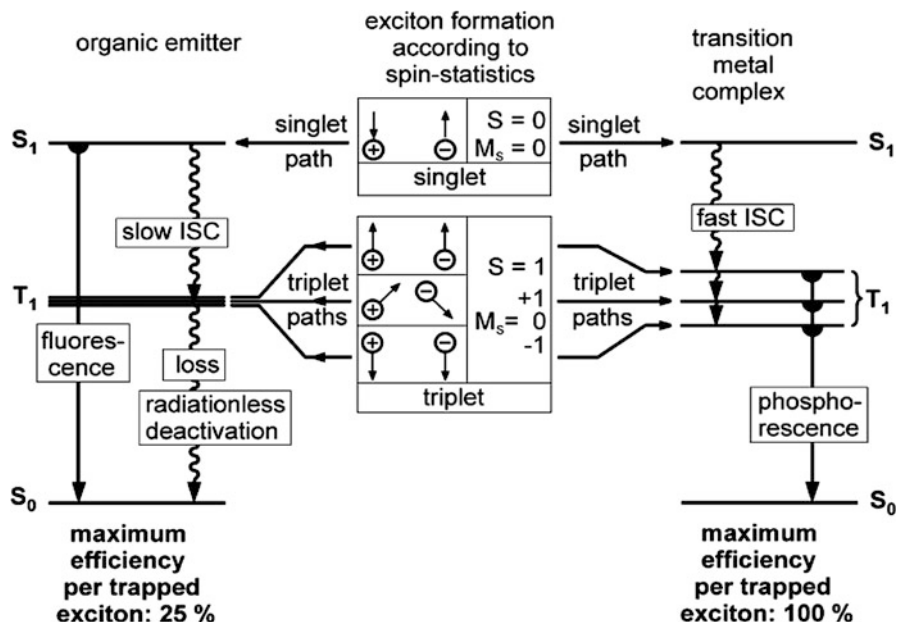 organic emitter
exciton formation
according to
spin-statistics
transition
metal
complex
S1
singlet
path
S = 0
Ms = 0
singlet
singlet
path
S1
slow ISC
fast ISC
T1
triplet
paths
S = 1
+1
Ms= 0
-1
triplet
triplet
paths
T1
fluores-
cence
loss
radiationless
deactivation
phospho-
rescence
S0
S0
maximum
efficiency
per trapped
exciton: 25 %
maximum
efficiency
per trapped
exciton: 100 %